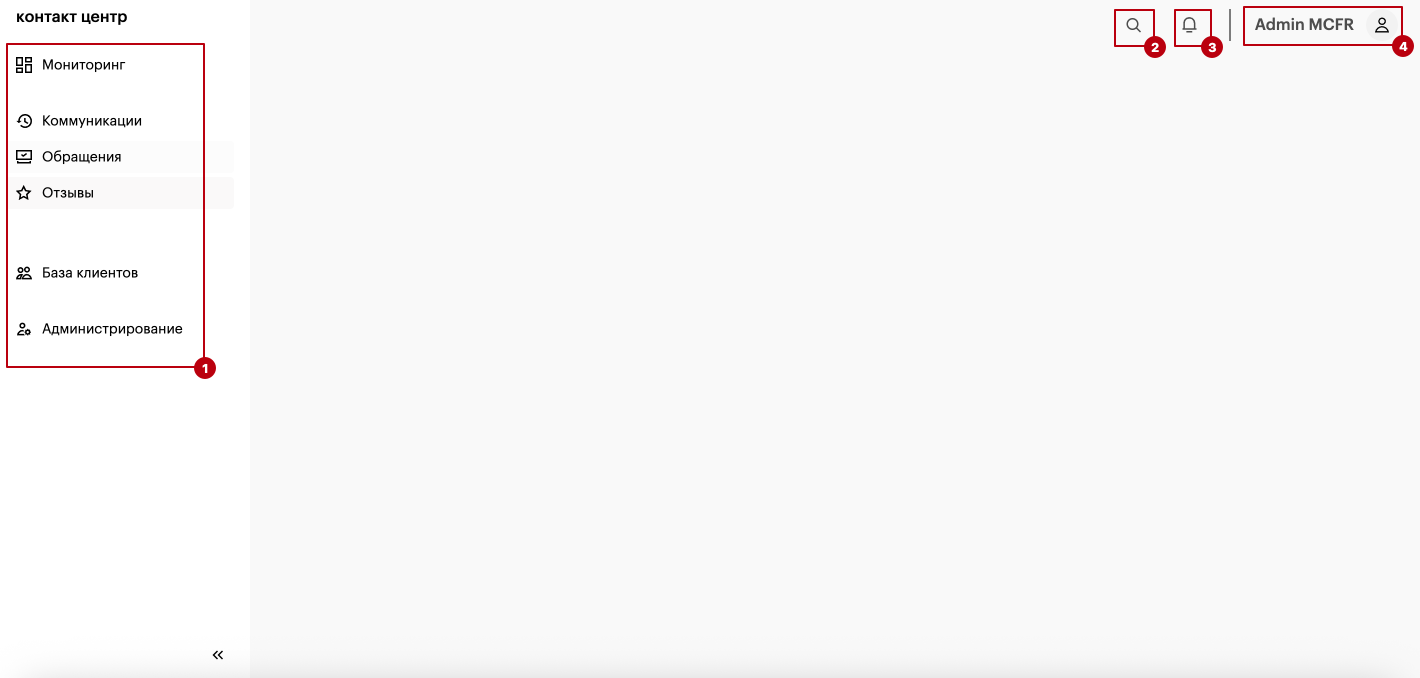 контакт центр
Admin MCFR
2
3
4
Мониторинг
Коммуникации
Обращения
Отзывы
База клиентов
Администрирование
1